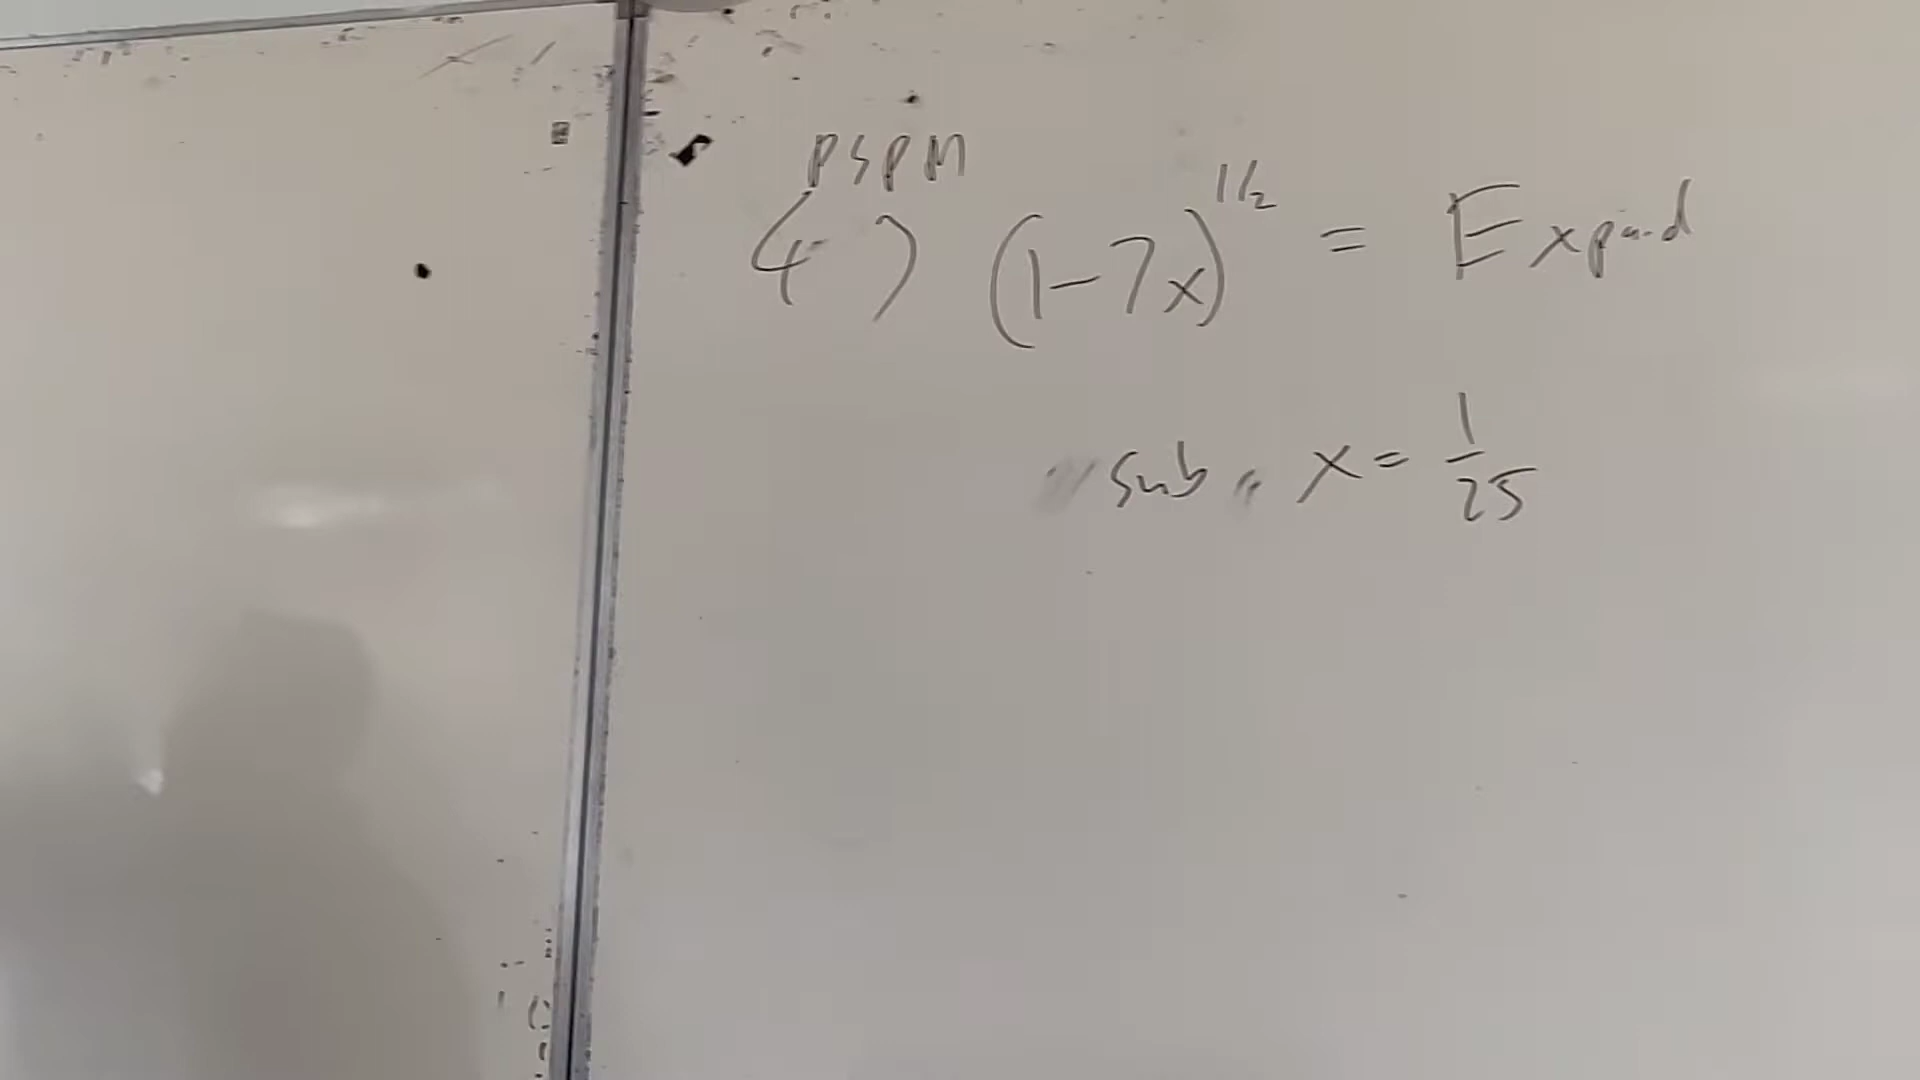 PSPM
(4) (1-7x)^1/2 = Expand
"sub" x = 1/25